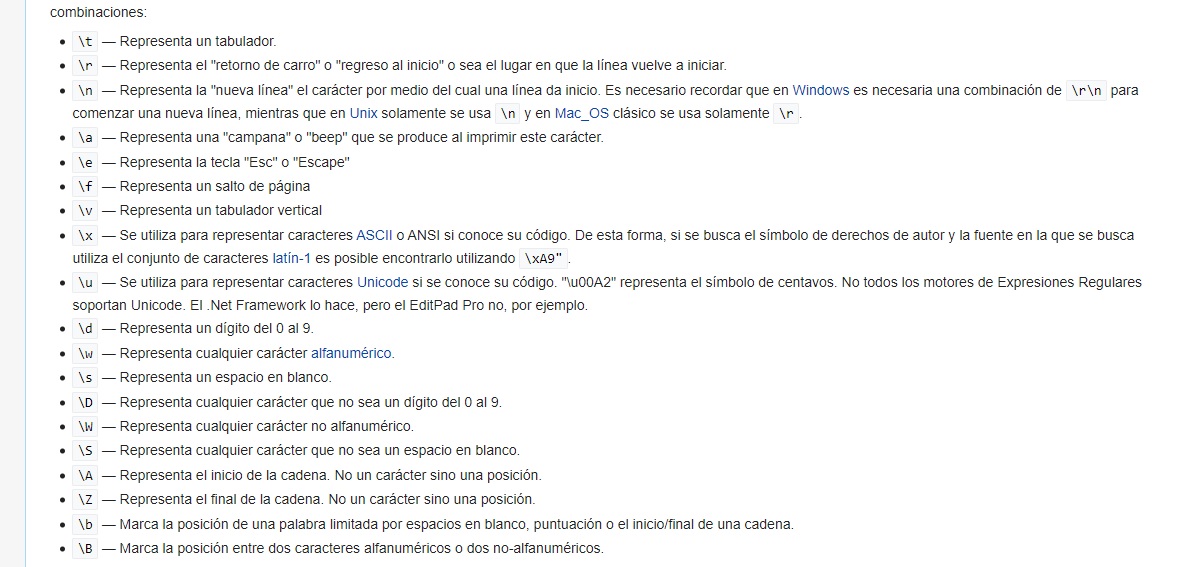 combinaciones:
• \t — Representa un tabulador.
• \r — Representa el "retorno de carro" o "regreso al inicio" o sea el lugar en que la línea vuelve a iniciar.
• \n — Representa la "nueva línea" el carácter por medio del cual una línea da inicio. Es necesario recordar que en Windows es necesaria una combinación de \r\n para
comenzar una nueva línea, mientras que en Unix solamente se usa \n y en Mac_OS clásico se usa solamente \r.
• \a — Representa una "campana" o "beep" que se produce al imprimir este carácter.
• \e — Representa la tecla "Esc" o "Escape"
• \f — Representa un salto de página
• \v — Representa un tabulador vertical
• \x — Se utiliza para representar caracteres ASCII o ANSI si conoce su código. De esta forma, si se busca el símbolo de derechos de autor y la fuente en la que se busca
utiliza el conjunto de caracteres latín-1 es posible encontrarlo utilizando \xA9".
• \u — Se utiliza para representar caracteres Unicode si se conoce su código. "\u00A2" representa el símbolo de centavos. No todos los motores de Expresiones Regulares
soportan Unicode. El .Net Framework lo hace, pero el EditPad Pro no, por ejemplo.
• \d — Representa un dígito del 0 al 9.
• \w — Representa cualquier carácter alfanumérico.
• \s — Representa un espacio en blanco.
• \D — Representa cualquier carácter que no sea un dígito del 0 al 9.
• \W — Representa cualquier carácter no alfanumérico.
• \S — Representa cualquier carácter que no sea un espacio en blanco.
• \A — Representa el inicio de la cadena. No un carácter sino una posición.
• \Z — Representa el final de la cadena. No un carácter sino una posición.
• \b — Marca la posición de una palabra limitada por espacios en blanco, puntuación o el inicio/final de una cadena.
• \B — Marca la posición entre dos caracteres alfanuméricos o dos no-alfanuméricos.